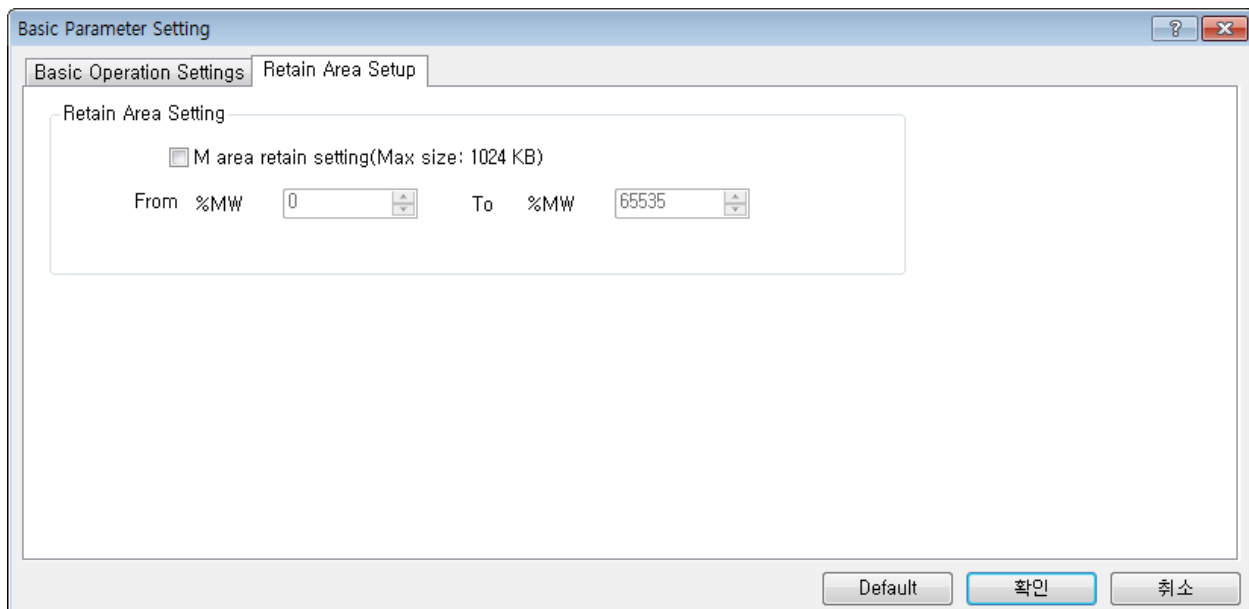 Basic Parameter Setting
Basic Operation Settings Retain Area Setup
Retain Area Setting
M area retain setting(Max size: 1024 KB)
From %MW 0 To %MW 65535
Default 확인 취소